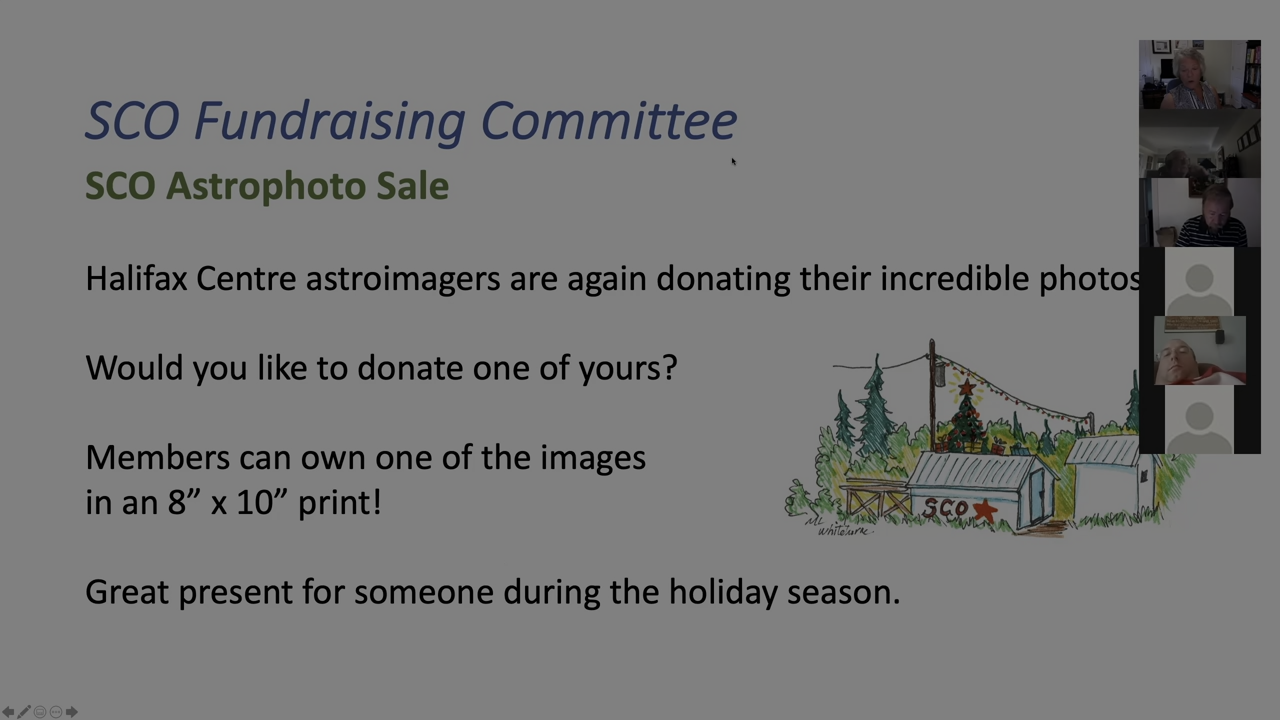 SCO Fundraising Committee
SCO Astrophoto Sale
Halifax Centre astroimagers are again donating their incredible photos
Would you like to donate one of yours?
Members can own one of the images
in an 8” x 10” print!
SCO
Great present for someone during the holiday season.